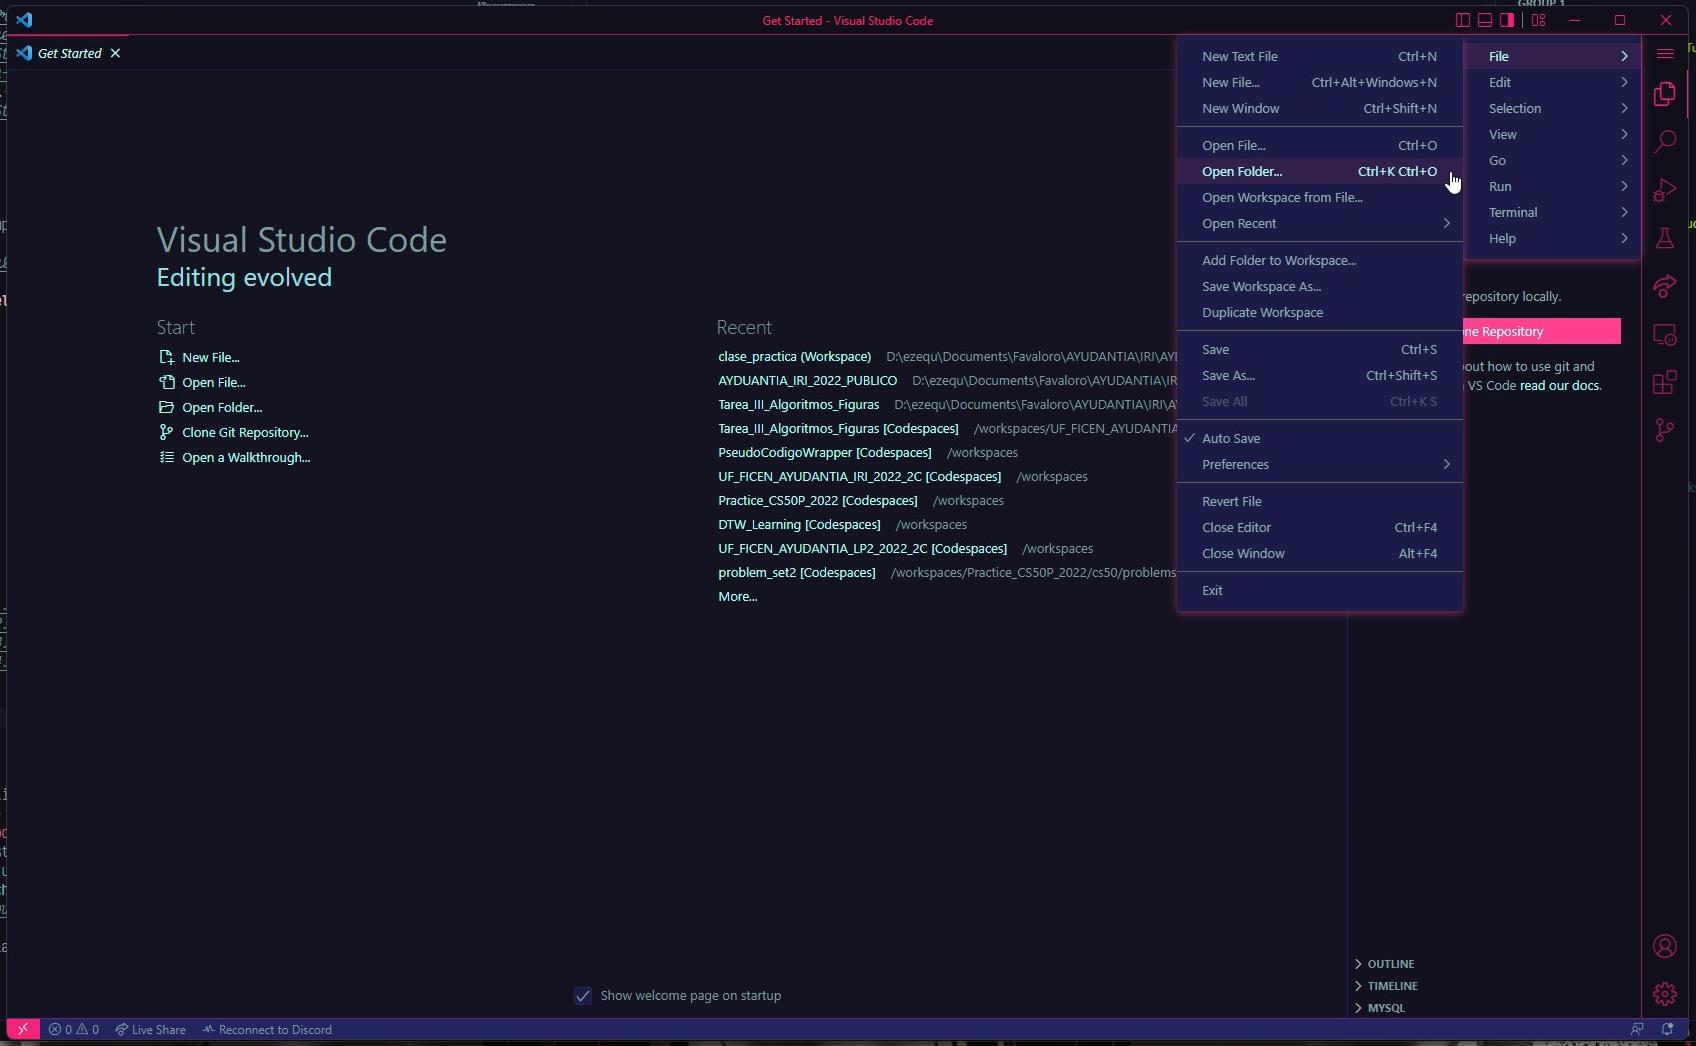 GROUP 1
Get Started - Visual Studio Code
Get Started
File
Edit
Selection
View
Go
Run
Terminal
Help
New Text File Ctrl+N
New File... Ctrl+Alt+Windows+N
New Window Ctrl+Shift+N
Open File... Ctrl+O
Open Folder... Ctrl+K Ctrl+O
Open Workspace from File...
Open Recent
Add Folder to Workspace...
Save Workspace As...
Duplicate Workspace
Save Ctrl+S
Save As... Ctrl+Shift+S
Save All Ctrl+K S
Auto Save
Preferences
Revert File
Close Editor Ctrl+F4
Close Window Alt+F4
Exit
Visual Studio Code
Editing evolved
Start
New File...
Open File...
Open Folder...
Clone Git Repository...
Open a Walkthrough...
Recent
clase_practica (Workspace) D:\ezequ\Documents\Favaloro\AYUDANTIA\IRI\AY
AYDUANTIA_IRI_2022_PUBLICO D:\ezequ\Documents\Favaloro\AYUDANTIA\IR
Tarea_III_Algoritmos_Figuras D:\ezequ\Documents\Favaloro\AYUDANTIA\IRI\A
Tarea_III_Algoritmos_Figuras [Codespaces] /workspaces/UF_FICEN_AYUDANTIA
PseudoCodigoWrapper [Codespaces] /workspaces
UF_FICEN_AYUDANTIA_IRI_2022_2C [Codespaces] /workspaces
Practice_CS50P_2022 [Codespaces] /workspaces
DTW_Learning [Codespaces] /workspaces
UF_FICEN_AYUDANTIA_LP2_2022_2C [Codespaces] /workspaces
problem_set2 [Codespaces] /workspaces/Practice_CS50P_2022/cs50/problems
More...
repository locally.
ne Repository
out how to use git and
VS Code read our docs.
OUTLINE
TIMELINE
MYSQL
Show welcome page on startup
0 0 Live Share Reconnect to Discord